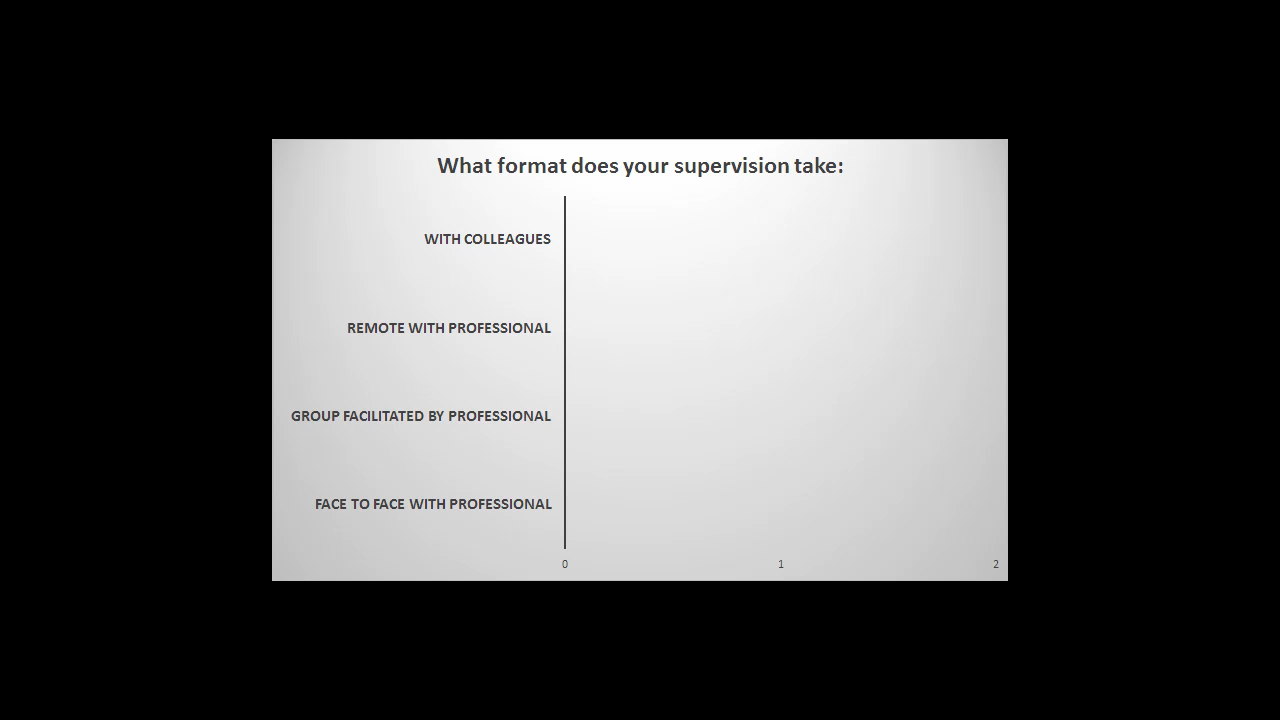 What format does your supervision take:
WITH COLLEAGUES
REMOTE WITH PROFESSIONAL
GROUP FACILITATED BY PROFESSIONAL
FACE TO FACE WITH PROFESSIONAL
0 1 2